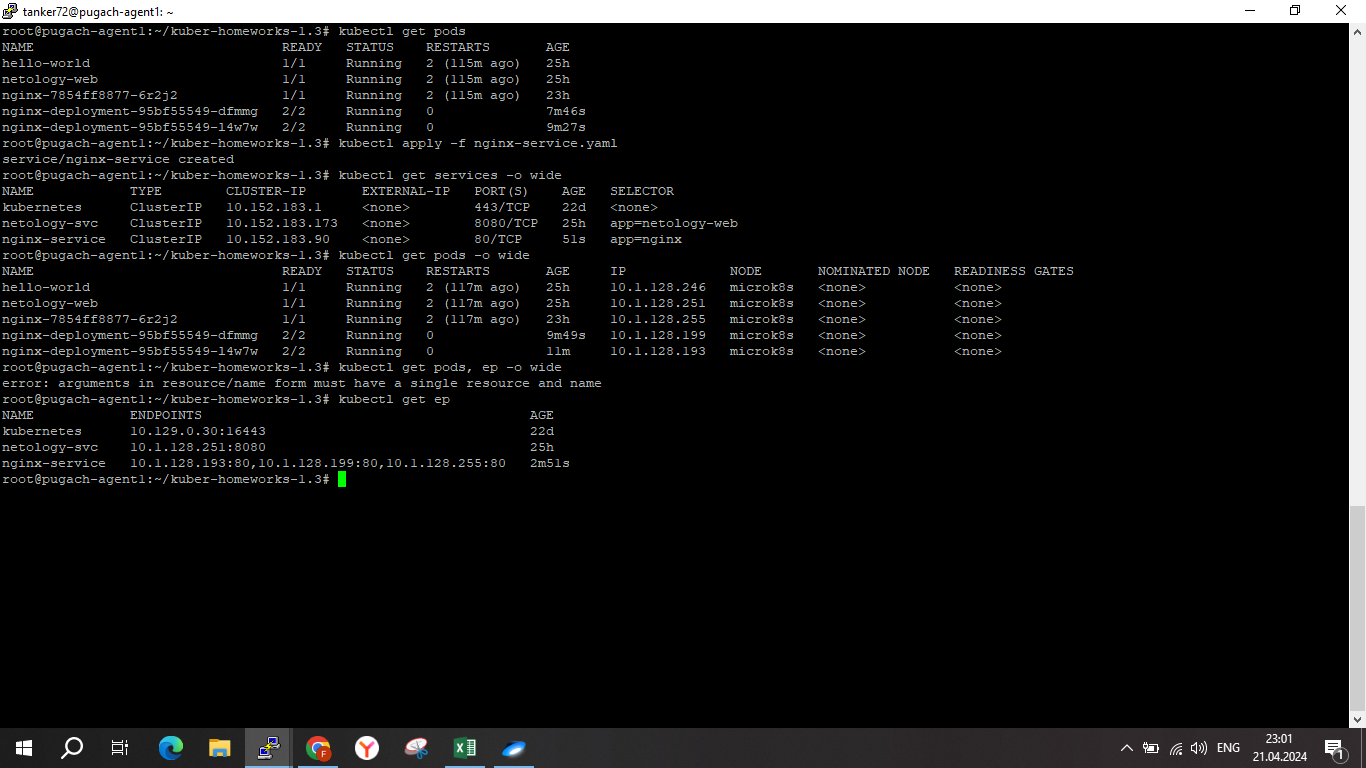 tanker72@pugach-agent1: ~
root@pugach-agent1:~/kuber-homeworks-1.3# kubectl get pods
NAME                               READY   STATUS    RESTARTS       AGE
hello-world                        1/1     Running   2 (115m ago)   25h
netology-web                       1/1     Running   2 (115m ago)   25h
nginx-7854ff8877-6r2j2             1/1     Running   2 (115m ago)   23h
nginx-deployment-95bf55549-dfmmg   2/2     Running   0              7m46s
nginx-deployment-95bf55549-l4w7w   2/2     Running   0              9m27s
root@pugach-agent1:~/kuber-homeworks-1.3# kubectl apply -f nginx-service.yaml
service/nginx-service created
root@pugach-agent1:~/kuber-homeworks-1.3# kubectl get services -o wide
NAME            TYPE        CLUSTER-IP       EXTERNAL-IP   PORT(S)    AGE   SELECTOR
kubernetes      ClusterIP   10.152.183.1     <none>        443/TCP    22d   <none>
netology-svc    ClusterIP   10.152.183.173   <none>        8080/TCP   25h   app=netology-web
nginx-service   ClusterIP   10.152.183.90    <none>        80/TCP     51s   app=nginx
root@pugach-agent1:~/kuber-homeworks-1.3# kubectl get pods -o wide
NAME                               READY   STATUS    RESTARTS       AGE     IP             NODE       NOMINATED NODE   READINESS GATES
hello-world                        1/1     Running   2 (117m ago)   25h     10.1.128.246   microk8s   <none>           <none>
netology-web                       1/1     Running   2 (117m ago)   25h     10.1.128.251   microk8s   <none>           <none>
nginx-7854ff8877-6r2j2             1/1     Running   2 (117m ago)   23h     10.1.128.255   microk8s   <none>           <none>
nginx-deployment-95bf55549-dfmmg   2/2     Running   0              9m49s   10.1.128.199   microk8s   <none>           <none>
nginx-deployment-95bf55549-l4w7w   2/2     Running   0              11m     10.1.128.193   microk8s   <none>           <none>
root@pugach-agent1:~/kuber-homeworks-1.3# kubectl get pods, ep -o wide
error: arguments in resource/name form must have a single resource and name
root@pugach-agent1:~/kuber-homeworks-1.3# kubectl get ep
NAME            ENDPOINTS                                         AGE
kubernetes      10.129.0.30:16443                                 22d
netology-svc    10.1.128.251:8080                                 25h
nginx-service   10.1.128.193:80,10.1.128.199:80,10.1.128.255:80   2m51s
root@pugach-agent1:~/kuber-homeworks-1.3#
ENG
23:01
21.04.2024
1